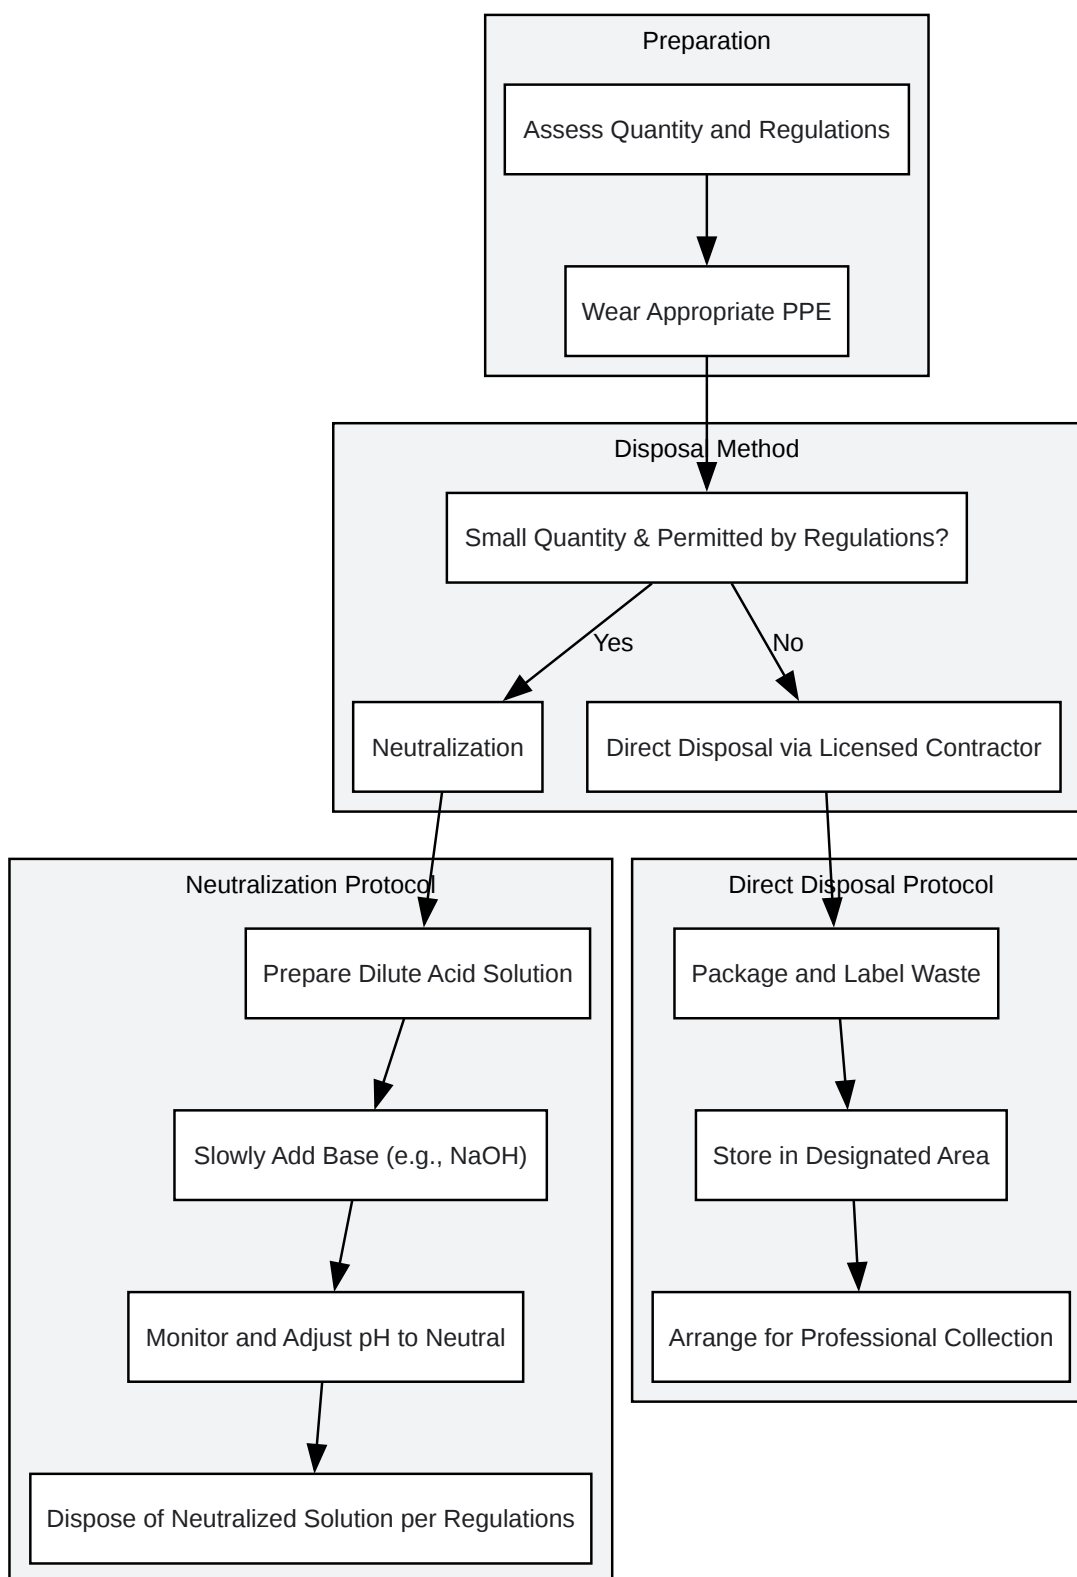 Preparation
Assess Quantity and Regulations
Wear Appropriate PPE
Disposal Method
Small Quantity & Permitted by Regulations?
Yes
No
Neutralization
Direct Disposal via Licensed Contractor
Neutralization Protocol
Direct Disposal Protocol
Prepare Dilute Acid Solution
Package and Label Waste
Slowly Add Base (e.g., NaOH)
Store in Designated Area
Monitor and Adjust pH to Neutral
Arrange for Professional Collection
Dispose of Neutralized Solution per Regulations